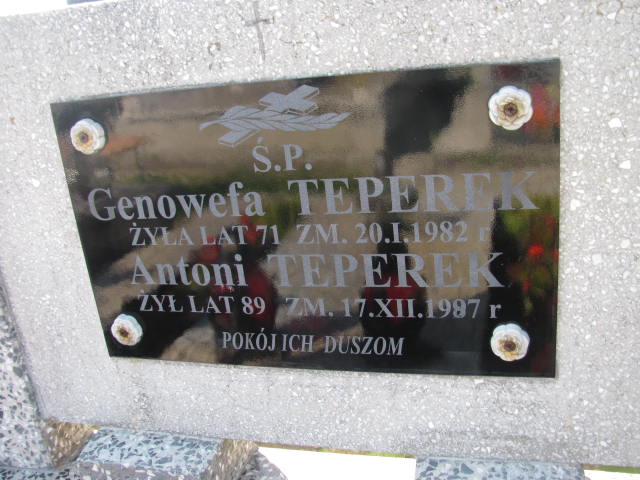 Ś.P.
Genowefa TEPEREK
ŻYŁA LAT 71 ZM. 20.I.1982 r
Antoni TEPEREK
ŻYŁ LAT 89 ZM. 17.XII.1987 r
POKÓJ ICH DUSZOM